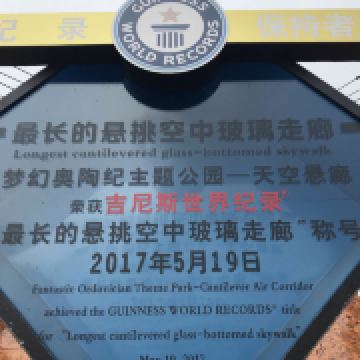 纪录
GUINNESS
WORLD RECORDS
保持者
最长的悬挑空中玻璃走廊
Longest cantilevered glass-bottomed skywalk
梦幻奥陶纪主题公园—天空悬廊
荣获吉尼斯世界纪录
最长的悬挑空中玻璃走廊"称号
2017年5月19日
Fantastic Ordovician Theme Park-Cantilever Air Corridor
achieved the GUINNESS WORLD RECORDS® title
for "Longest cantilevered glass-bottomed skywalk"
May 19, 2017